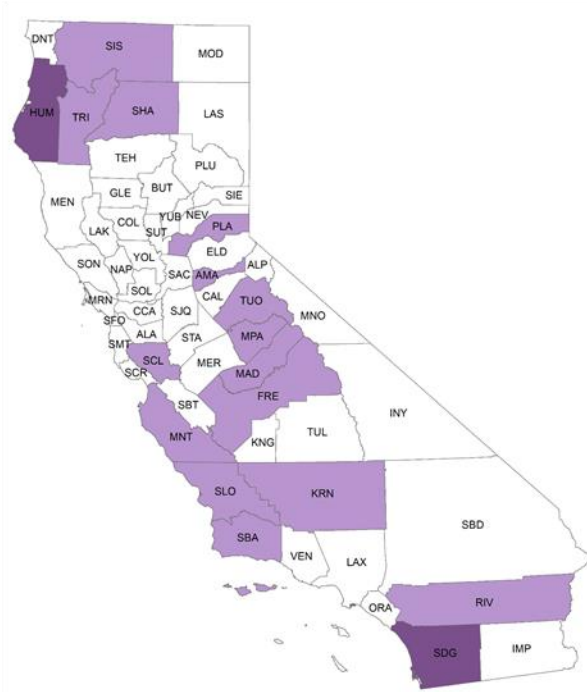 DNT
SIS
MOD
HUM
TRI
SHA
LAS
TEH
PLU
MEN
GLE
BUT
SIE
COL
YUB
NEV
LAK
SUT
PLA
SON
NAP
YOL
ELD
SAC
AMA
ALP
SOL
MRN
CAL
TUO
MNO
SFO
CCA
SJQ
SMT
ALA
STA
MPA
SCL
SCR
MER
MAD
FRE
SBT
INY
MNT
KNG
TUL
SLO
KRN
SBD
SBA
VEN
LAX
ORA
RIV
SDG
IMP